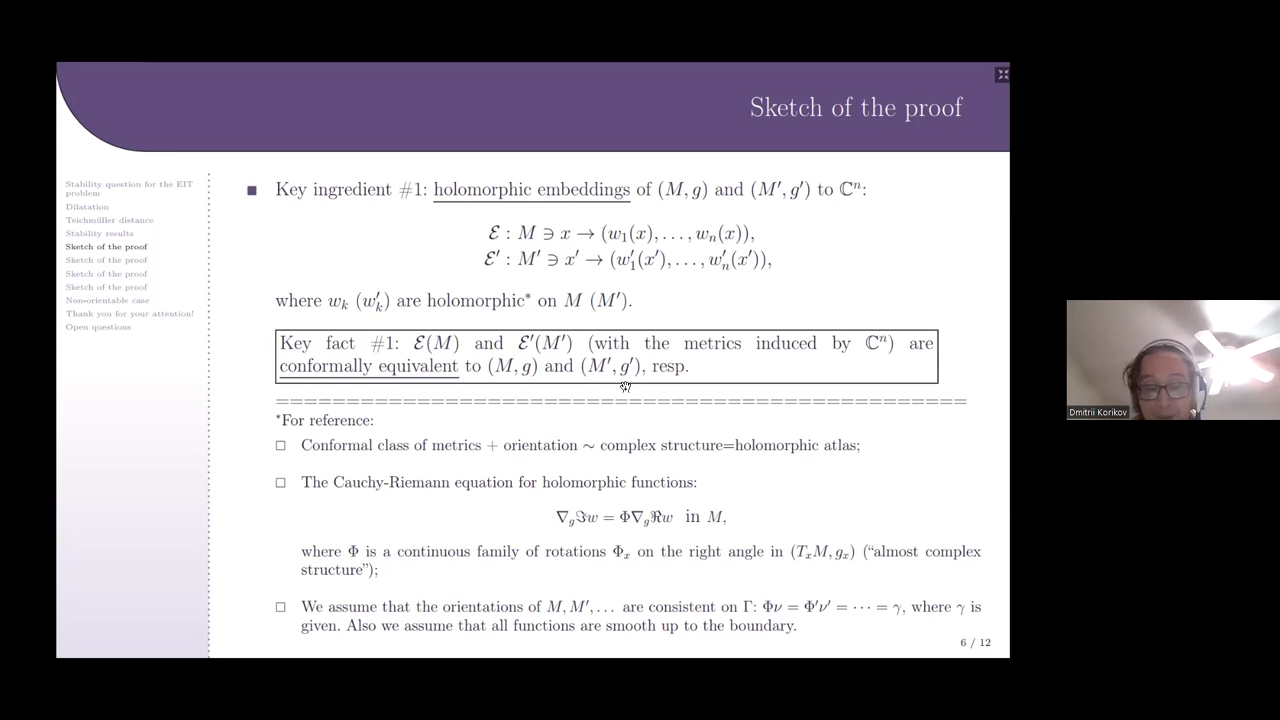 Sketch of the proof
Stability question for the EIT
problem
Dilatation
Teichmüller distance
Stability results
Sketch of the proof
Sketch of the proof
Sketch of the proof
Sketch of the proof
Non-orientable case
Thank you for your attention!
Open questions
■ Key ingredient #1: holomorphic embeddings of (M, g) and (M′, g′) to ℂⁿ:
ℰ : M ∋ x → (w₁(x), . . . , wₙ(x)),
ℰ′ : M′ ∋ x′ → (w′₁(x′), . . . , w′ₙ(x′)),
where wₖ (w′ₖ) are holomorphic* on M (M′).
Key fact #1: ℰ(M) and ℰ′(M′) (with the metrics induced by ℂⁿ) are
conformally equivalent to (M, g) and (M′, g′), resp.
=====================================================
*For reference:
□ Conformal class of metrics + orientation ∼ complex structure=holomorphic atlas;
□ The Cauchy-Riemann equation for holomorphic functions:
∇_gℑw = Φ∇_gℜw in M,
where Φ is a continuous family of rotations Φₓ on the right angle in (TₓM, gₓ) (“almost complex
structure”);
□ We assume that the orientations of M, M′, . . . are consistent on Γ: Φν = Φ′ν′ = · · · = γ, where γ is
given. Also we assume that all functions are smooth up to the boundary.
6 / 12
Dmitrii Korikov